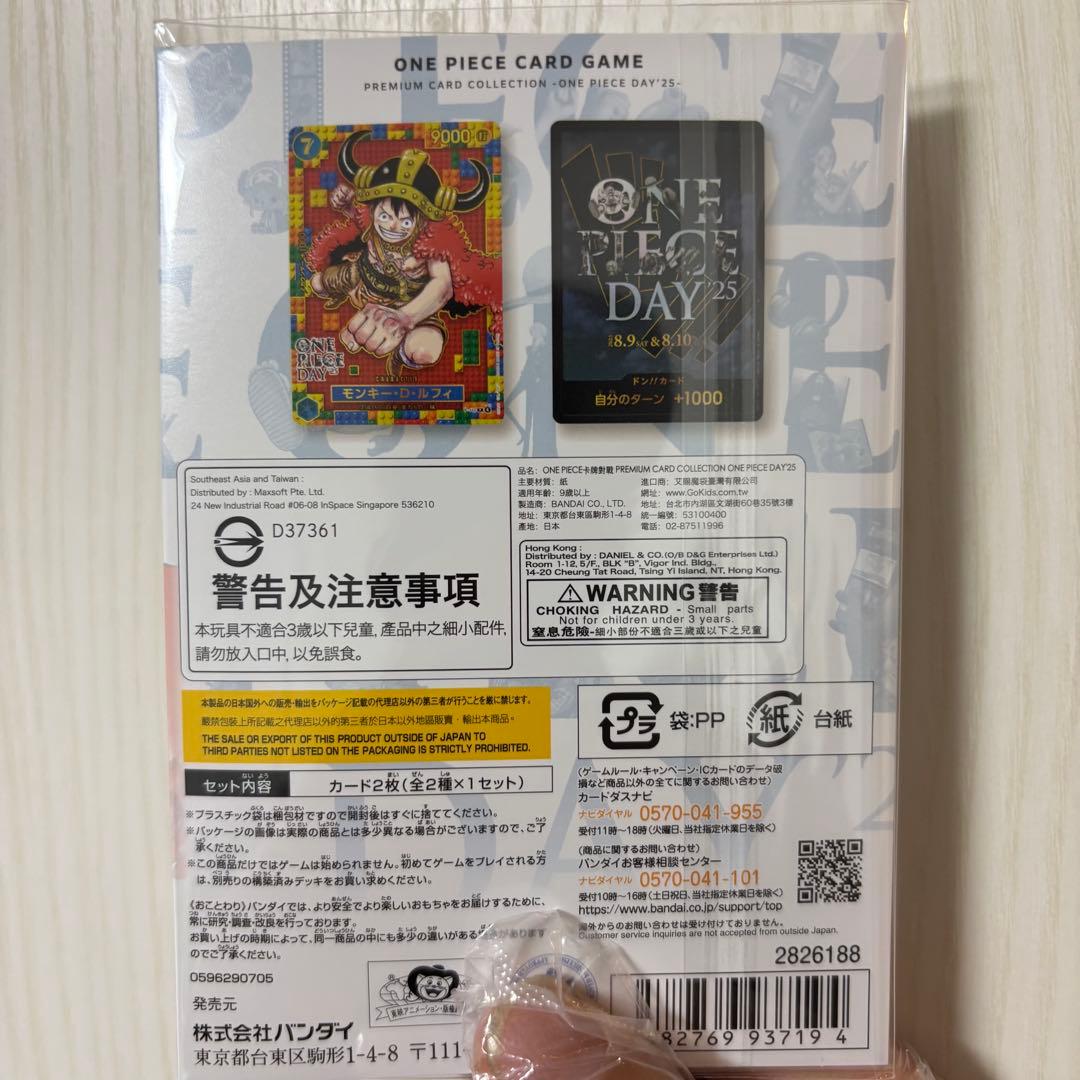 ONE PIECE CARD GAME
PREMIUM CARD COLLECTION -ONE PIECE DAY'25-
7
9000
ONE
PIECE
DAY'25
CHARACTER
モンキー・D・ルフィ
ONE
PIECE
DAY'25
8.9 SAT & 8.10
ドン!!カード
自分のターン +1000
Southeast Asia and Taiwan :
Distributed by : Maxsoft Pte. Ltd.
24 New Industrial Road #06-08 InSpace Singapore 536210
D37361
警告及注意事項
本玩具不適合3歲以下兒童, 產品中之細小配件,
請勿放入口中, 以免誤食。
品名: ONE PIECE卡牌對戰 PREMIUM CARD COLLECTION ONE PIECE DAY'25
主要材質: 紙
適用年齡: 9歲以上
製造商: BANDAI CO., LTD.
地址: 東京都台東區駒形1-4-8
產地: 日本
進口商: 艾賜魔袋臺灣有限公司
網址: www.GoKids.com.tw
地址: 台北市內湖區文湖街60巷35號3樓
統一編號: 53100400
電話: 02-87511996
Hong Kong :
Distributed by : DANIEL & CO.(O/B D&G Enterprises Ltd.)
Room 1-12, 5/F., BLK "B", Vigor Ind. Bldg.,
14-20 Cheung Tat Road, Tsing Yi Island, NT, Hong Kong.
WARNING 警告
CHOKING HAZARD - Small parts
Not for children under 3 years.
窒息危險-細小部份不適合三歲或以下之兒童
本製品の日本国外への販売・輸出をパッケージ記載の代理店以外の第三者が行うことを厳に禁じます。
嚴禁包裝上所記載之代理店以外的第三者於日本以外地區販賣・輸出本商品。
THE SALE OR EXPORT OF THIS PRODUCT OUTSIDE OF JAPAN TO
THIRD PARTIES NOT LISTED ON THE PACKAGING IS STRICTLY PROHIBITED.
プラ 袋:PP 紙 台紙
セット内容 カード2枚(全2種×1セット)
※プラスチック袋は梱包材ですので開封後はすぐに捨ててください。
※パッケージの画像は実際の商品とは多少異なる場合がございますので、ご了
承ください。
※この商品だけではゲームは始められません。初めてゲームをプレイされる方
は、別売りの構築済みデッキをお買い求めください。
《おことわり》バンダイでは、より安全でより楽しいおもちゃをお届けするために、
常に研究・調査・改良を行っております。
お買い上げの時期によって、同一商品の中にも多少の違いがある場合があります
のでご了承ください。
0596290705
発売元
株式会社バンダイ
東京都台東区駒形1-4-8 〒111-
東映アニメーション・版権
(ゲームルール・キャンペーン・ICカードのデータ破
損など商品以外の全てに関するお問い合わせ)
カードダスナビ
ナビダイヤル 0570-041-955
受付11時～18時(火曜日、当社指定休業日を除く)
(商品に関するお問い合わせ)
バンダイお客様相談センター
ナビダイヤル 0570-041-101
受付10時～16時(土日祝日、当社指定休業日を除く)
https://www.bandai.co.jp/support/top
海外からのお問い合わせは受け付けておりません。
Customer service inquiries are not accepted from outside Japan.
2826188
82769 93719 4